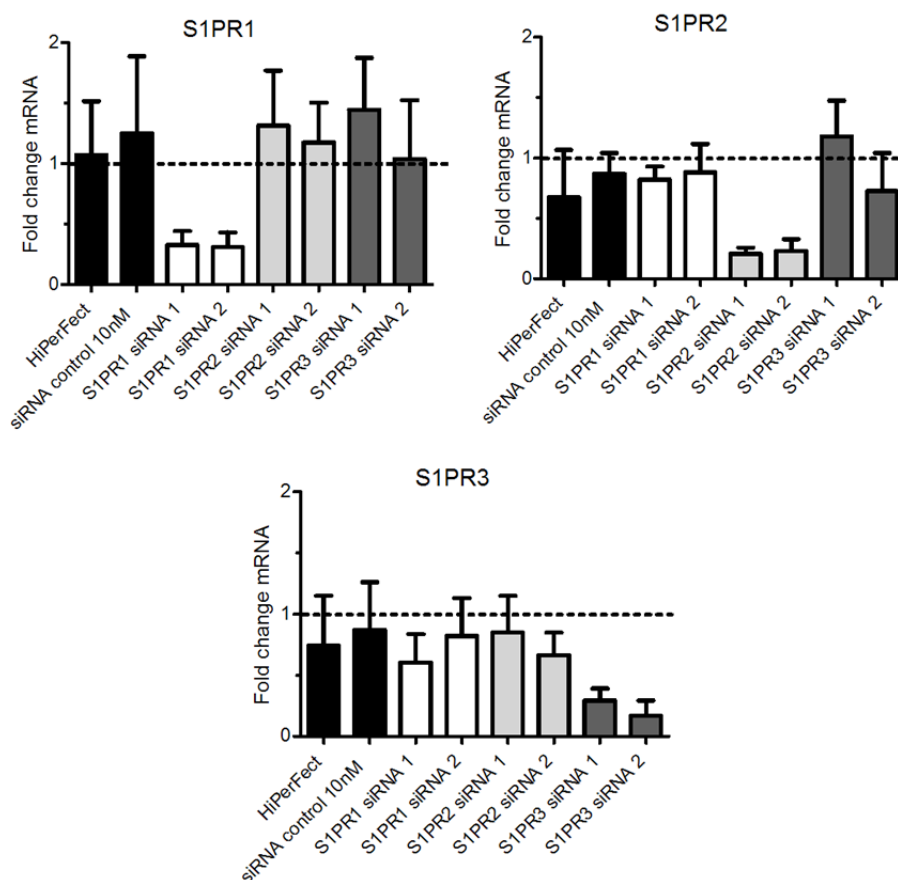 S1PR1
Fold change mRNA
2
1
0
HiPerFect
siRNA control 10nM
S1PR1 siRNA 1
S1PR1 siRNA 2
S1PR2 siRNA 1
S1PR2 siRNA 2
S1PR3 siRNA 1
S1PR3 siRNA 2
S1PR2
Fold change mRNA
2
1
0
HiPerFect
siRNA control 10nM
S1PR1 siRNA 1
S1PR1 siRNA 2
S1PR2 siRNA 1
S1PR2 siRNA 2
S1PR3 siRNA 1
S1PR3 siRNA 2
S1PR3
Fold change mRNA
2
1
0
HiPerFect
siRNA control 10nM
S1PR1 siRNA 1
S1PR1 siRNA 2
S1PR2 siRNA 1
S1PR2 siRNA 2
S1PR3 siRNA 1
S1PR3 siRNA 2